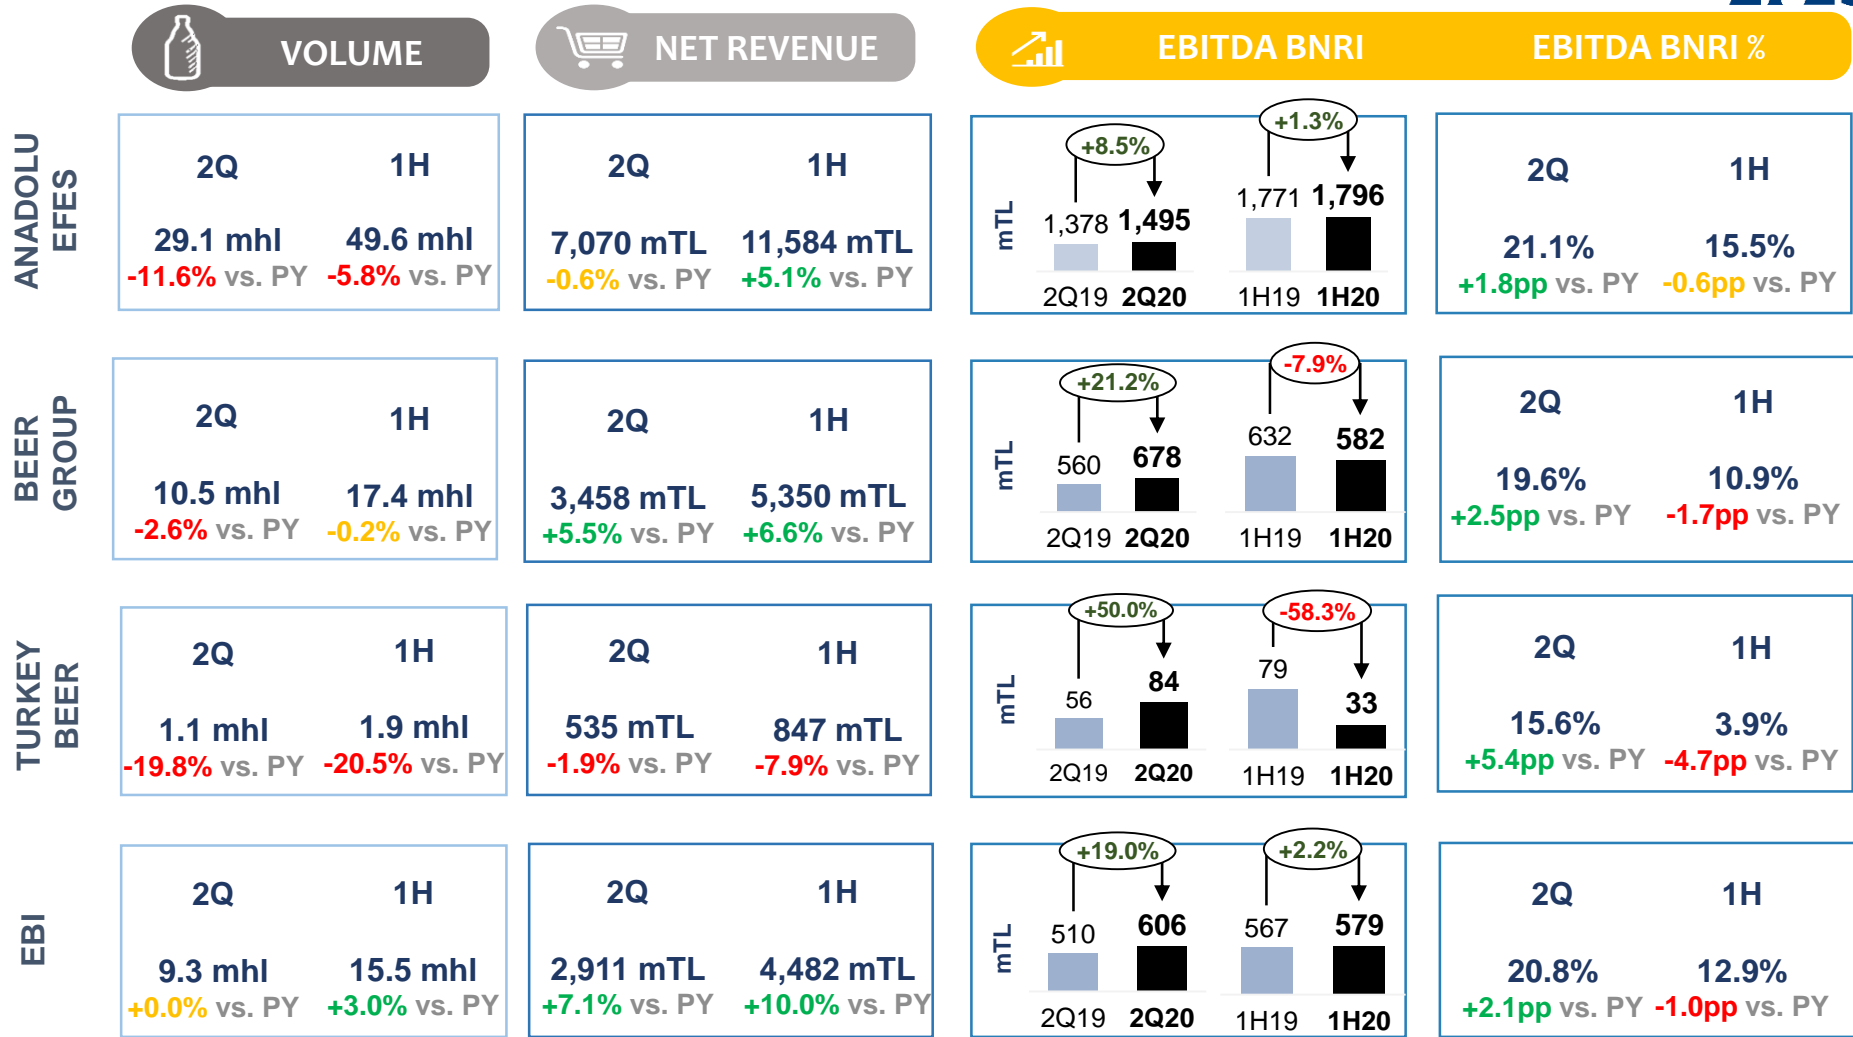 VOLUME
NET REVENUE
EBITDA BNRI
EBITDA BNRI %
ANADOLU
EFES
2Q 1H
29.1 mhl 49.6 mhl
-11.6% vs. PY -5.8% vs. PY
2Q 1H
7,070 mTL 11,584 mTL
-0.6% vs. PY +5.1% vs. PY
mTL
+8.5% +1.3%
1,378 1,495 1,771 1,796
2Q19 2Q20 1H19 1H20
2Q 1H
21.1% 15.5%
+1.8pp vs. PY -0.6pp vs. PY
BEER
GROUP
2Q 1H
10.5 mhl 17.4 mhl
-2.6% vs. PY -0.2% vs. PY
2Q 1H
3,458 mTL 5,350 mTL
+5.5% vs. PY +6.6% vs. PY
mTL
+21.2% -7.9%
560 678 632 582
2Q19 2Q20 1H19 1H20
2Q 1H
19.6% 10.9%
+2.5pp vs. PY -1.7pp vs. PY
TURKEY
BEER
2Q 1H
1.1 mhl 1.9 mhl
-19.8% vs. PY -20.5% vs. PY
2Q 1H
535 mTL 847 mTL
-1.9% vs. PY -7.9% vs. PY
mTL
+50.0% -58.3%
56 84 79 33
2Q19 2Q20 1H19 1H20
2Q 1H
15.6% 3.9%
+5.4pp vs. PY -4.7pp vs. PY
EBI
2Q 1H
9.3 mhl 15.5 mhl
+0.0% vs. PY +3.0% vs. PY
2Q 1H
2,911 mTL 4,482 mTL
+7.1% vs. PY +10.0% vs. PY
mTL
+19.0% +2.2%
510 606 567 579
2Q19 2Q20 1H19 1H20
2Q 1H
20.8% 12.9%
+2.1pp vs. PY -1.0pp vs. PY